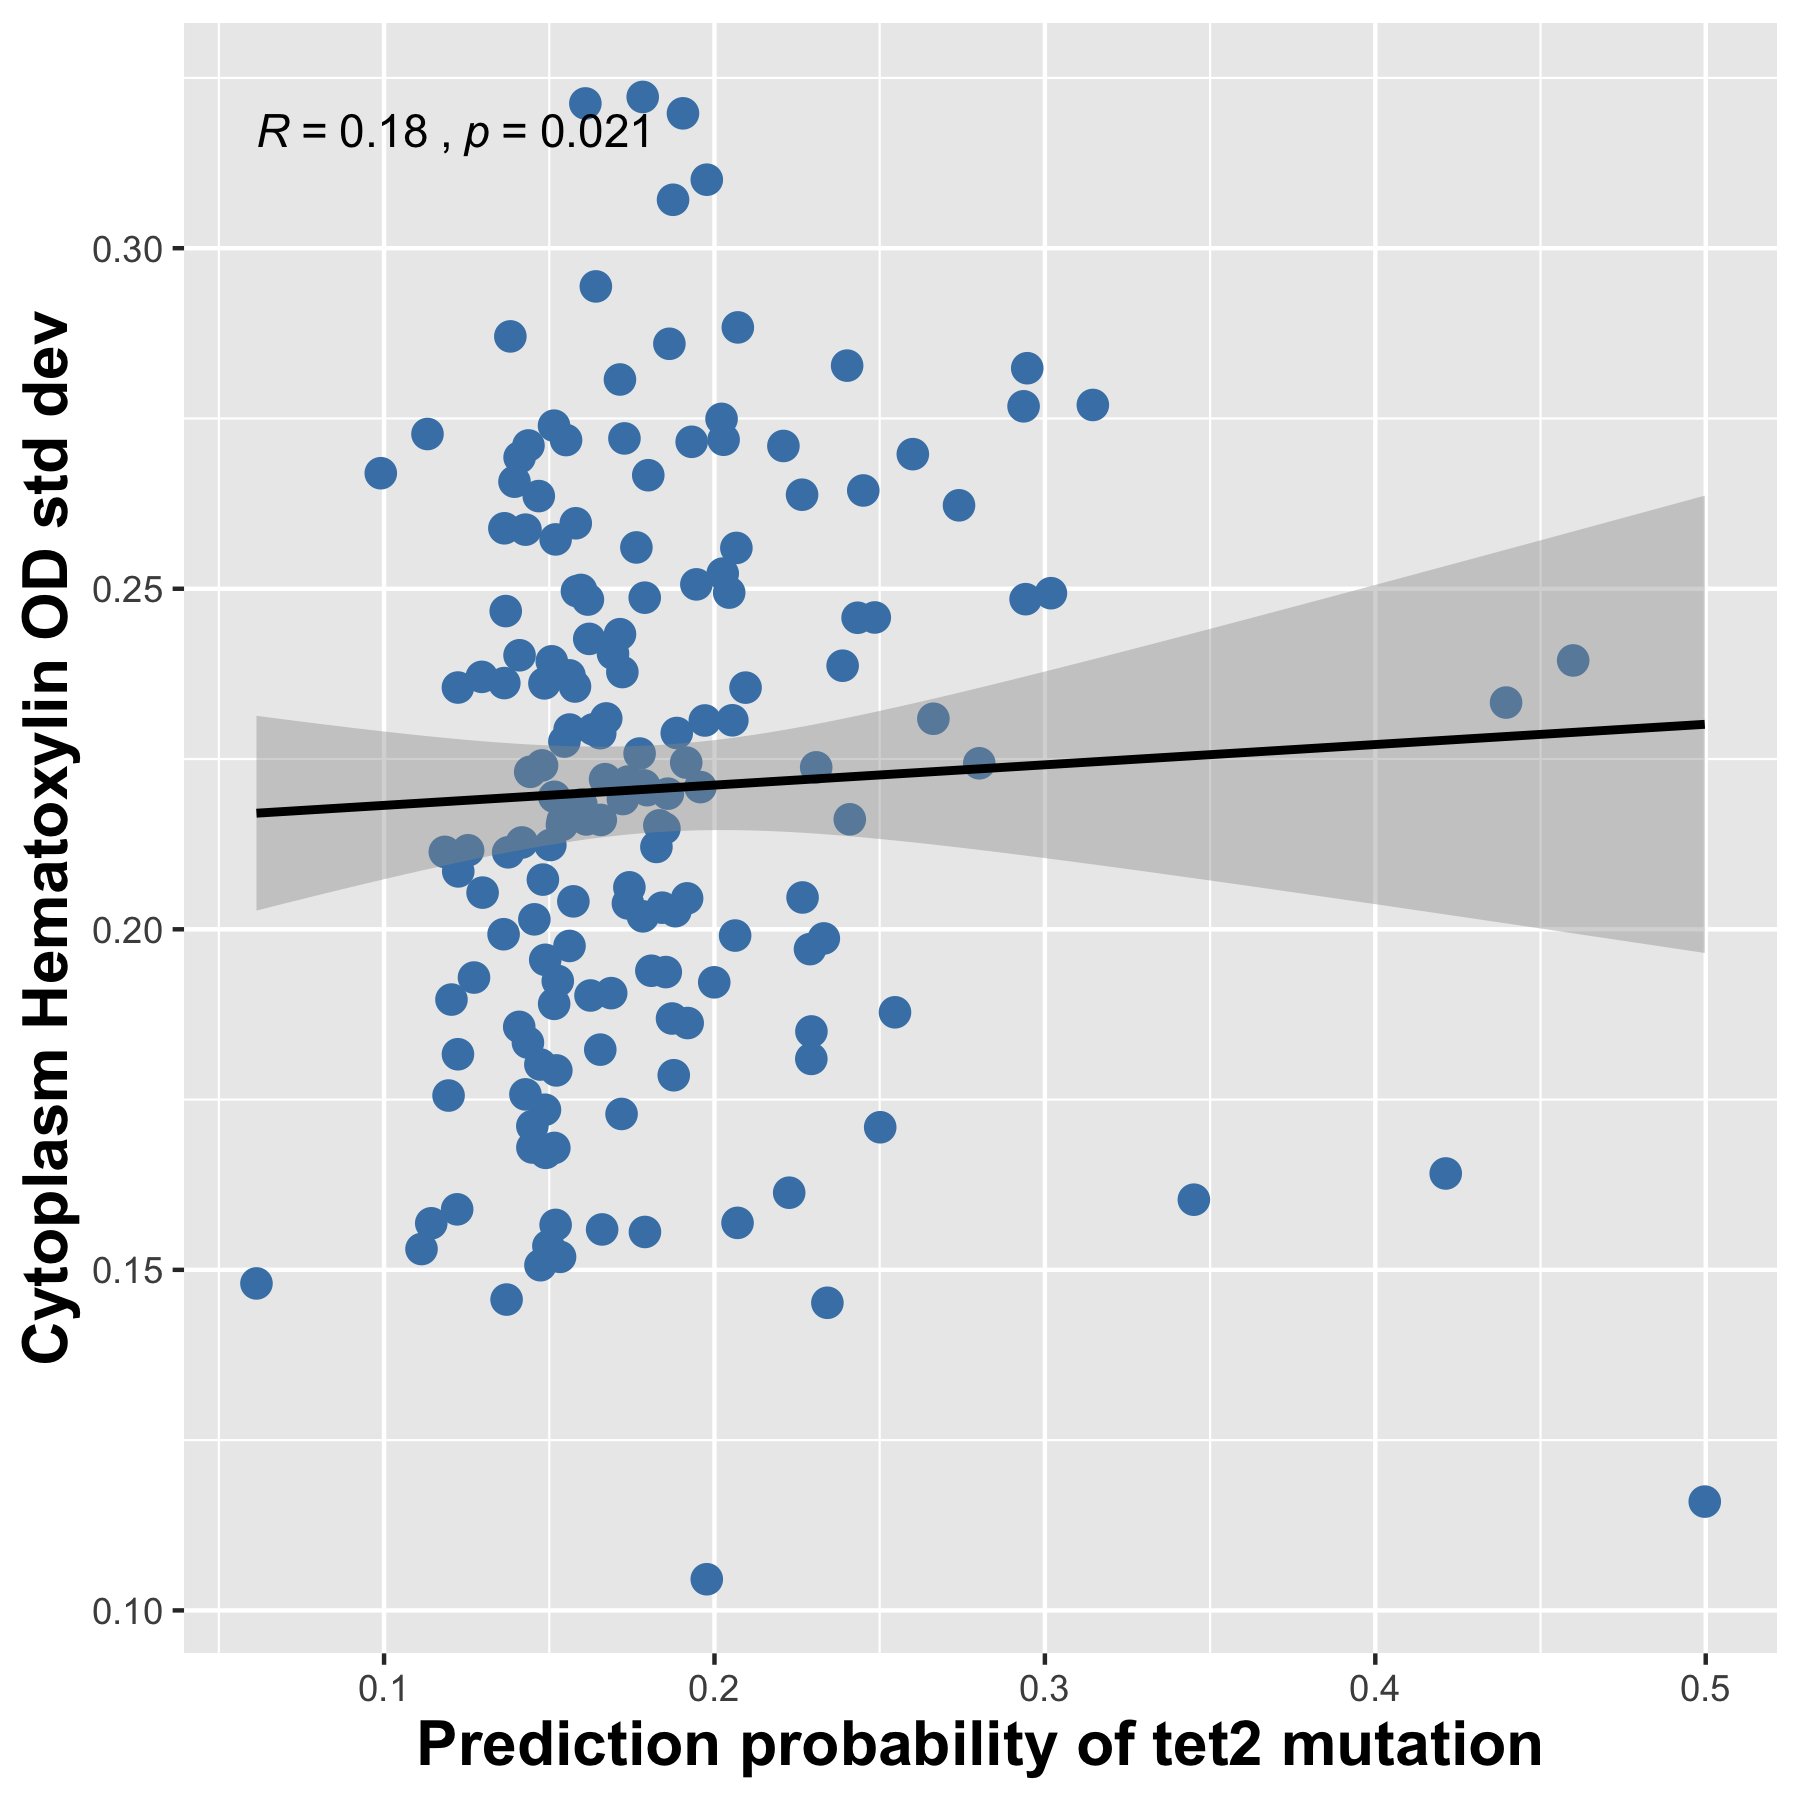 R = 0.18 , p = 0.021
Cytoplasm Hematoxylin OD std dev
0.30
0.25
0.20
0.15
0.10
0.1 0.2 0.3 0.4 0.5
Prediction probability of tet2 mutation